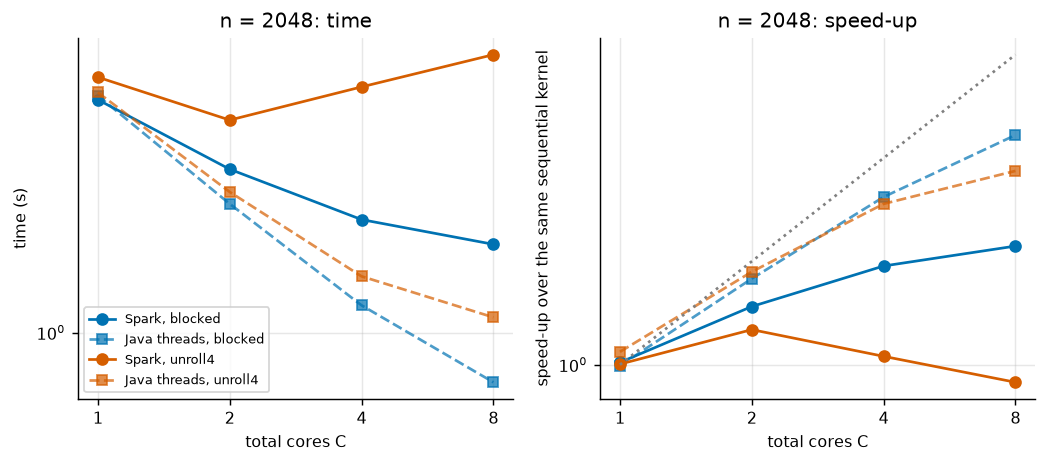 n = 2048: time
time (s)
10⁰
Spark, blocked
Java threads, blocked
Spark, unroll4
Java threads, unroll4
1 2 4 8
total cores C
n = 2048: speed-up
speed-up over the same sequential kernel
10⁰
1 2 4 8
total cores C